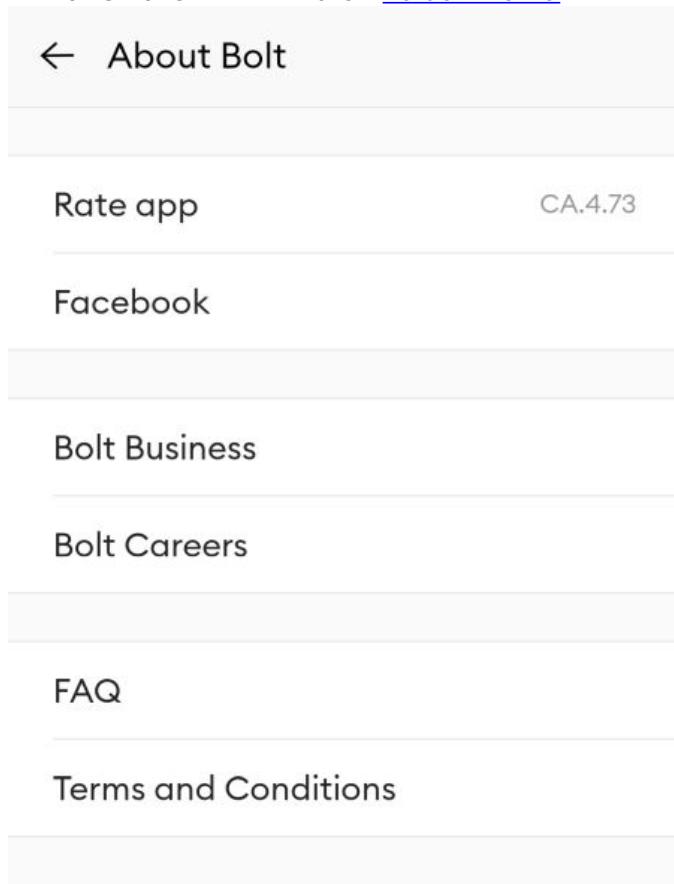 ← About Bolt
Rate app CA.4.73
Facebook
Bolt Business
Bolt Careers
FAQ
Terms and Conditions